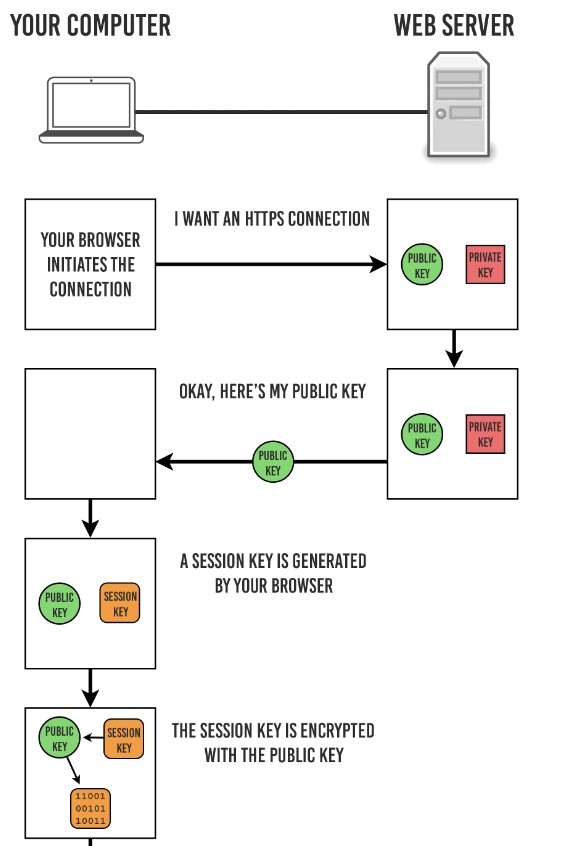 YOUR COMPUTER
WEB SERVER
YOUR BROWSER
INITIATES THE
CONNECTION
I WANT AN HTTPS CONNECTION
PUBLIC
KEY
PRIVATE
KEY
OKAY, HERE'S MY PUBLIC KEY
PUBLIC
KEY
PUBLIC
KEY
PRIVATE
KEY
PUBLIC
KEY
SESSION
KEY
A SESSION KEY IS GENERATED
BY YOUR BROWSER
PUBLIC
KEY
SESSION
KEY
11001
00101
10011
THE SESSION KEY IS ENCRYPTED
WITH THE PUBLIC KEY